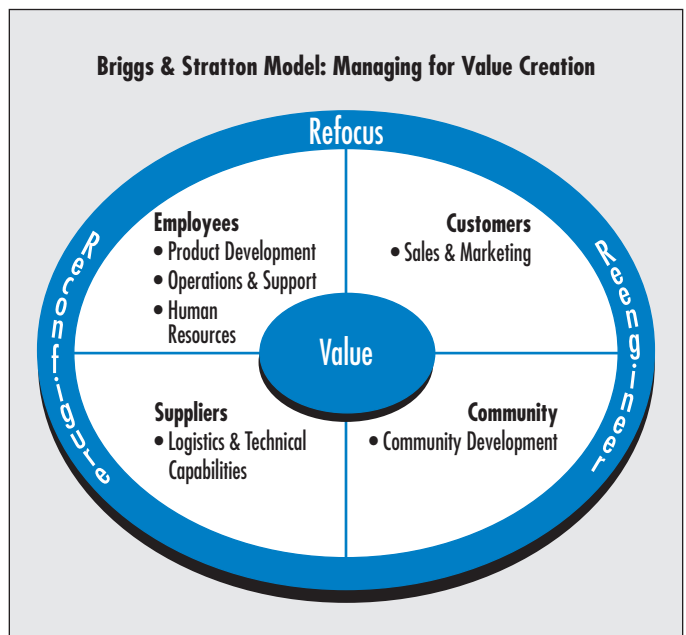 Briggs & Stratton Model: Managing for Value Creation
Refocus
Reconfigure
Reengineer
Employees
• Product Development
• Operations & Support
• Human
Resources
Customers
• Sales & Marketing
Value
Suppliers
• Logistics & Technical
Capabilities
Community
• Community Development